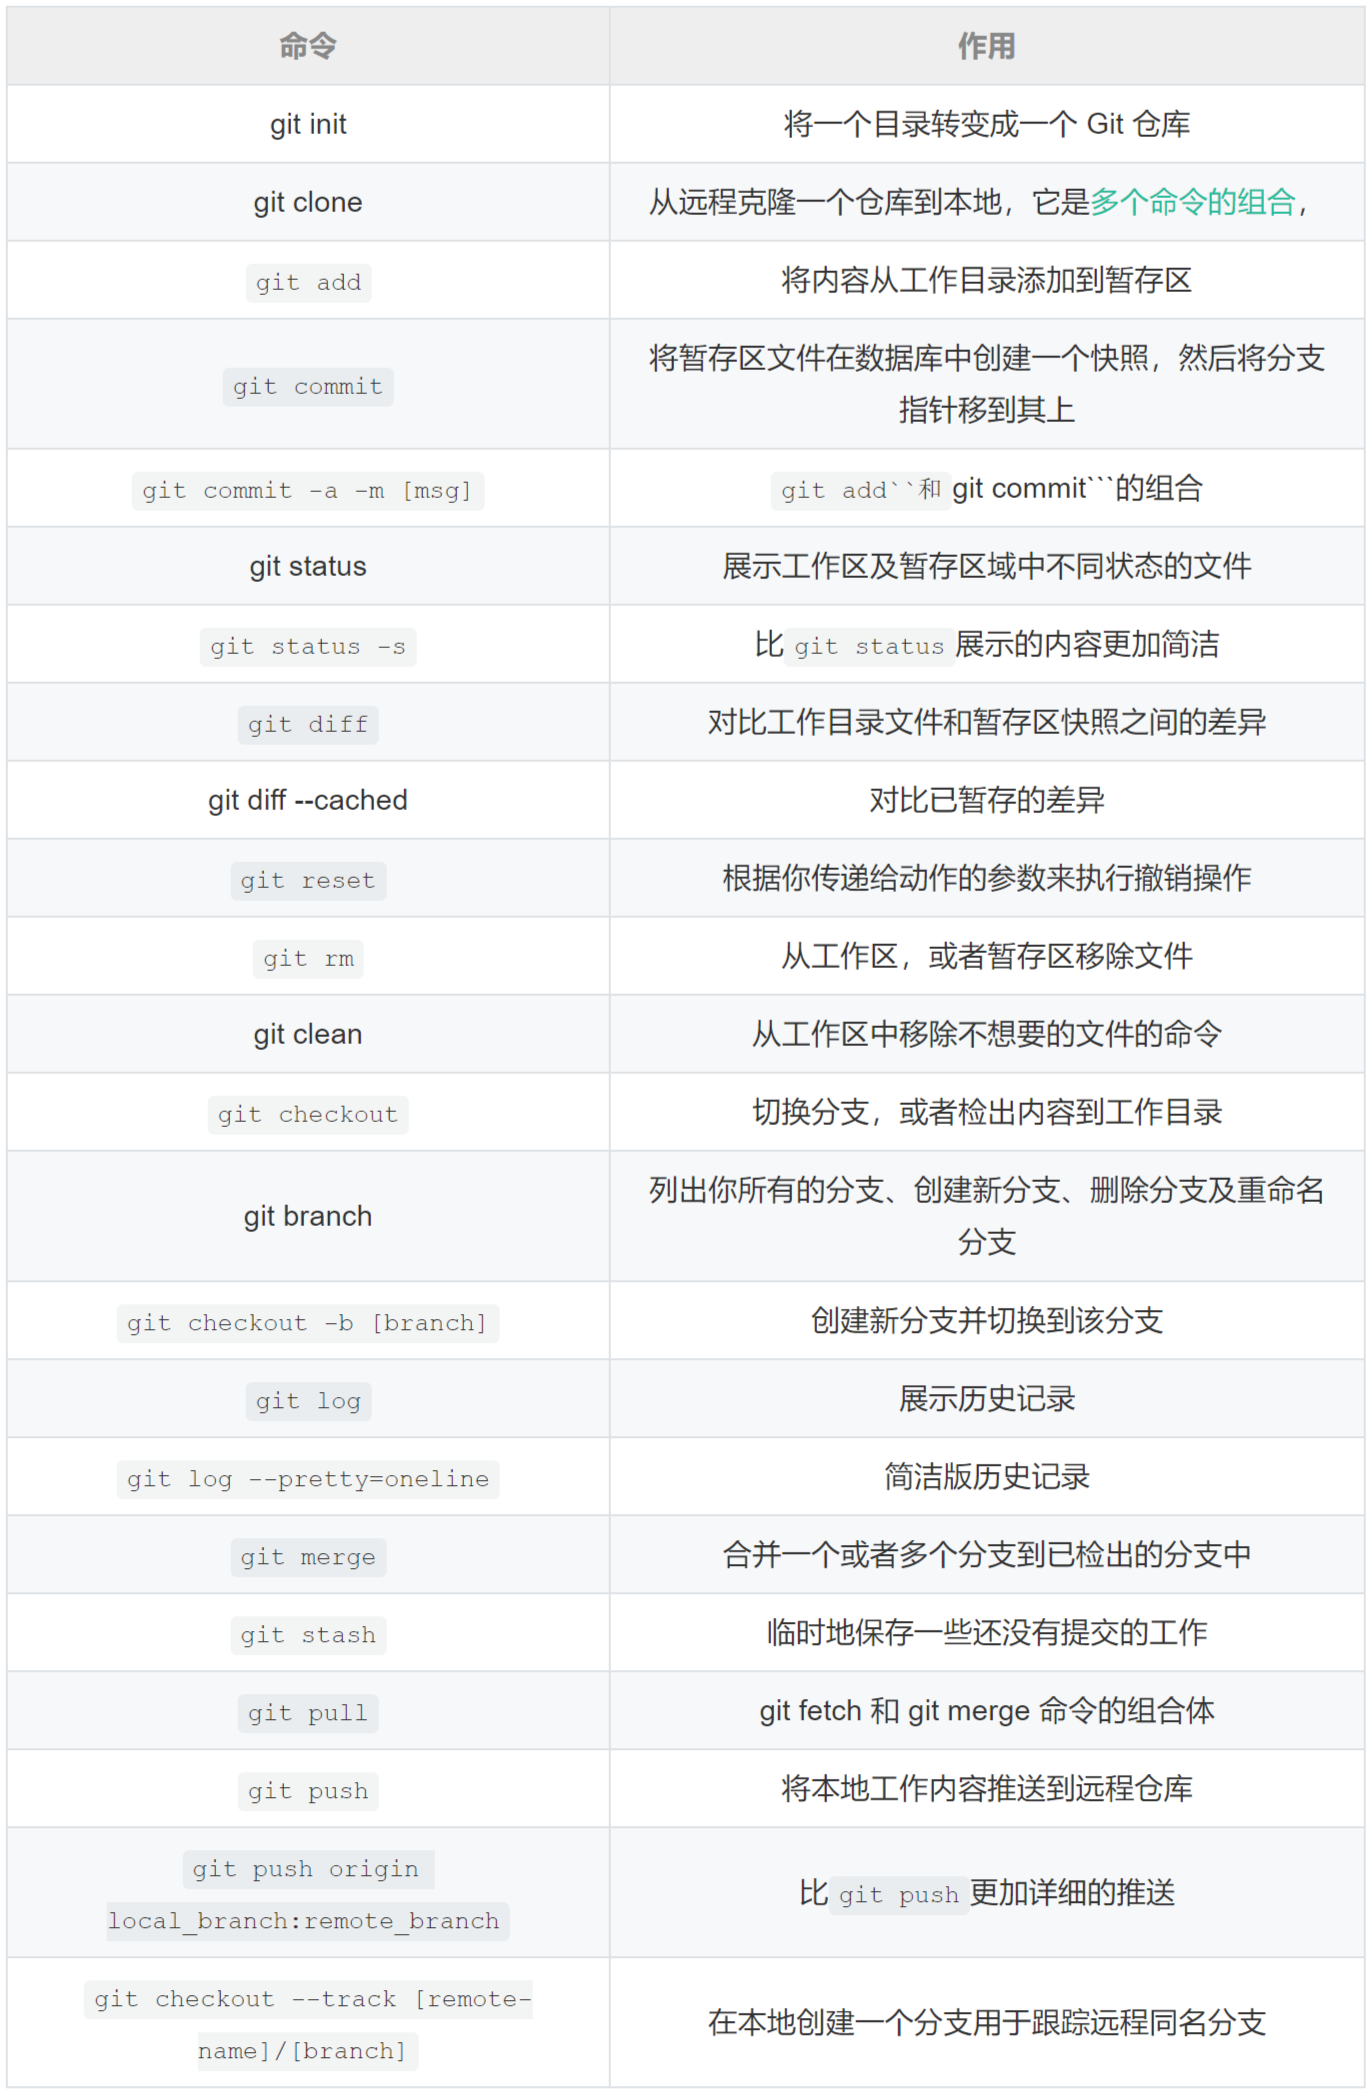 命令 作用
git init 将一个目录转变成一个 Git 仓库
git clone 从远程克隆一个仓库到本地，它是多个命令的组合，
git add 将内容从工作目录添加到暂存区
git commit 将暂存区文件在数据库中创建一个快照，然后将分支
指针移到其上
git commit -a -m [msg] git add``和 git commit```的组合
git status 展示工作区及暂存区域中不同状态的文件
git status -s 比 git status 展示的内容更加简洁
git diff 对比工作目录文件和暂存区快照之间的差异
git diff --cached 对比已暂存的差异
git reset 根据你传递给动作的参数来执行撤销操作
git rm 从工作区，或者暂存区移除文件
git clean 从工作区中移除不想要的文件的命令
git checkout 切换分支，或者检出内容到工作目录
git branch 列出你所有的分支、创建新分支、删除分支及重命名
分支
git checkout -b [branch] 创建新分支并切换到该分支
git log 展示历史记录
git log --pretty=oneline 简洁版历史记录
git merge 合并一个或者多个分支到已检出的分支中
git stash 临时地保存一些还没有提交的工作
git pull git fetch 和 git merge 命令的组合体
git push 将本地工作内容推送到远程仓库
git push origin
local_branch:remote_branch 比 git push 更加详细的推送
git checkout --track [remote-
name]/[branch] 在本地创建一个分支用于跟踪远程同名分支